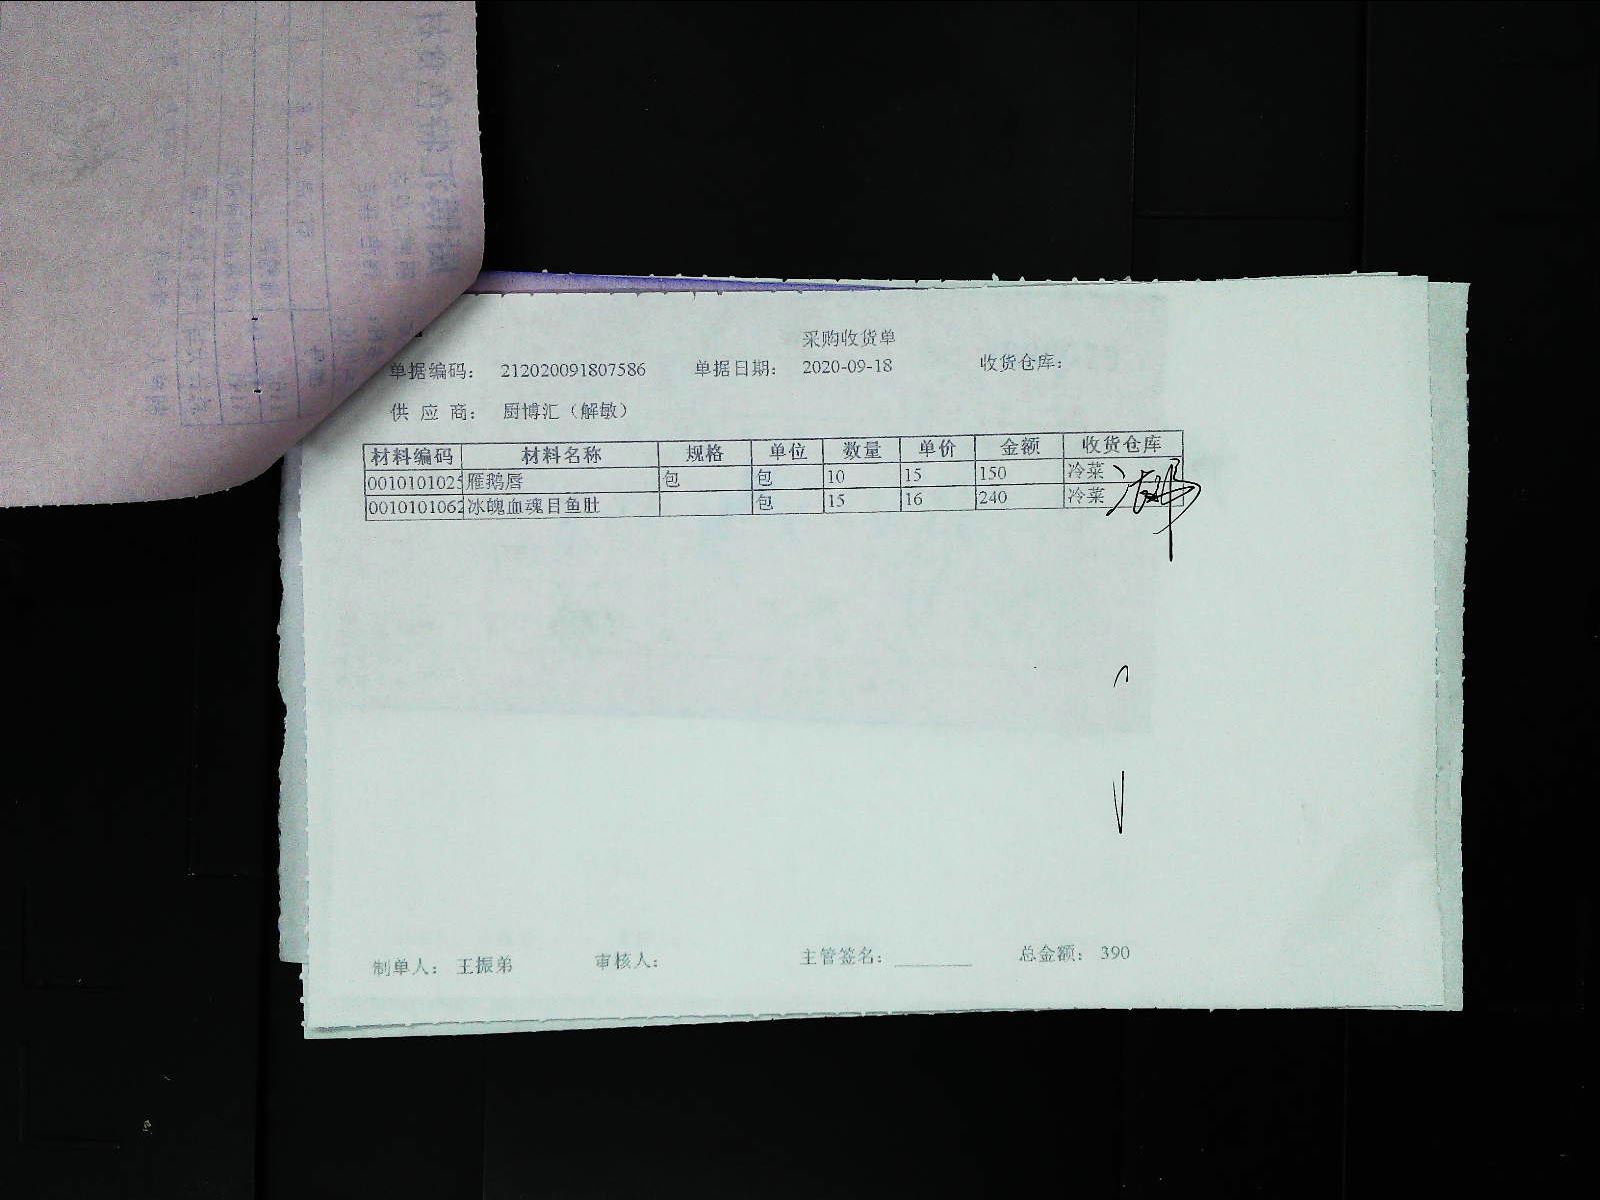 采购收货单
单据编码： 212020091807586 单据日期： 2020-09-18 收货仓库：
供 应 商： 厨博汇（解敏）
材料编码 材料名称 规格 单位 数量 单价 金额 收货仓库
0010101025 雁鹅唇 包 包 10 15 150 冷菜
0010101062 冰魄血魂目鱼肚 包 15 16 240 冷菜
制单人： 王振弟 审核人： 主管签名： ________ 总金额： 390